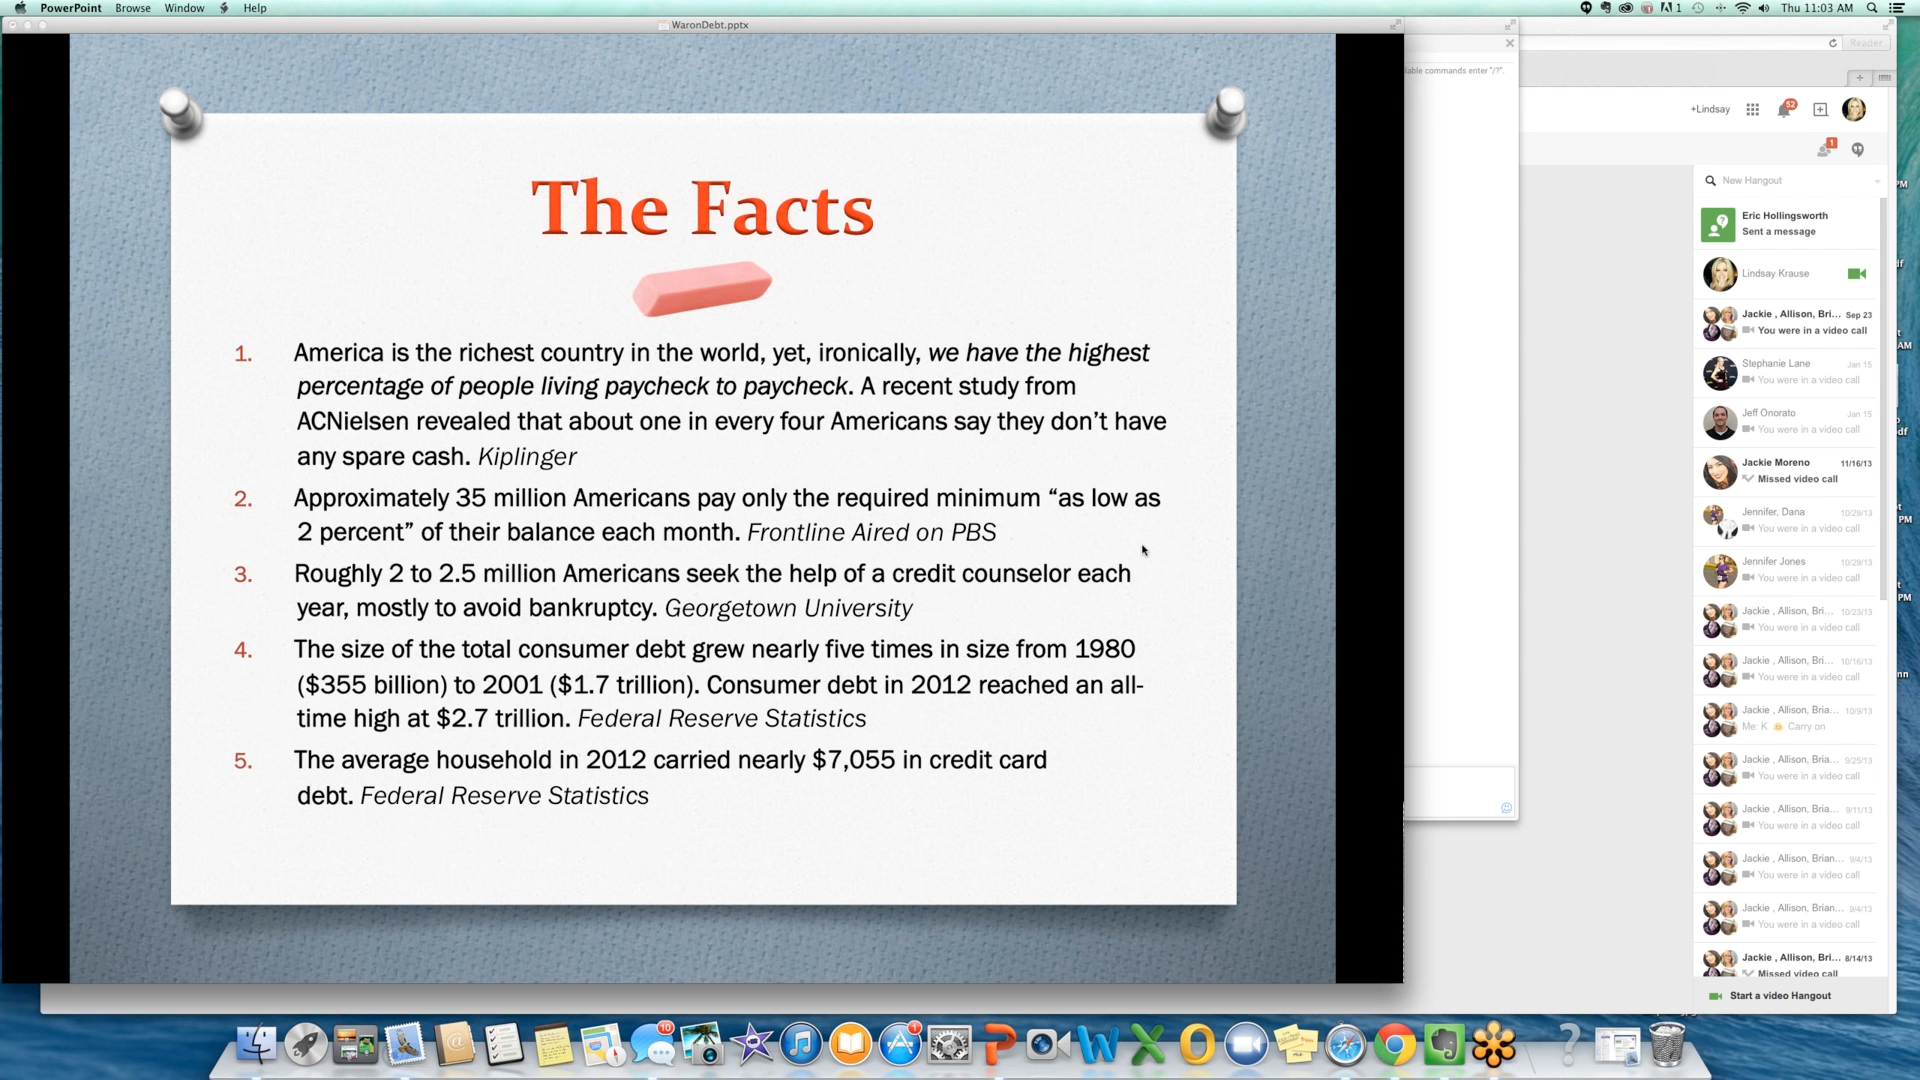 PowerPoint Browse Window Help
1 Thu 11:03 AM
WaronDebt.pptx
Reader
lable commands enter "/?".
+Lindsay 52
1
The Facts
1. America is the richest country in the world, yet, ironically, we have the highest
percentage of people living paycheck to paycheck. A recent study from
ACNielsen revealed that about one in every four Americans say they don’t have
any spare cash. Kiplinger
2. Approximately 35 million Americans pay only the required minimum “as low as
2 percent” of their balance each month. Frontline Aired on PBS
3. Roughly 2 to 2.5 million Americans seek the help of a credit counselor each
year, mostly to avoid bankruptcy. Georgetown University
4. The size of the total consumer debt grew nearly five times in size from 1980
($355 billion) to 2001 ($1.7 trillion). Consumer debt in 2012 reached an all-
time high at $2.7 trillion. Federal Reserve Statistics
5. The average household in 2012 carried nearly $7,055 in credit card
debt. Federal Reserve Statistics
New Hangout
Eric Hollingsworth
Sent a message
Lindsay Krause
Jackie , Allison, Bri... Sep 23
You were in a video call
Stephanie Lane Jan 15
You were in a video call
Jeff Onorato Jan 15
You were in a video call
Jackie Moreno 11/16/13
Missed video call
Jennifer, Dana 10/29/13
You were in a video call
Jennifer Jones 10/29/13
You were in a video call
Jackie , Allison, Bri... 10/23/13
You were in a video call
Jackie , Allison, Bri... 10/16/13
You were in a video call
Jackie , Allison, Bria... 10/9/13
Me: K Carry on
Jackie , Allison, Bria... 9/25/13
You were in a video call
Jackie , Allison, Bria... 9/11/13
You were in a video call
Jackie , Allison, Brian... 9/4/13
You were in a video call
Jackie , Allison, Brian... 9/4/13
You were in a video call
Jackie , Allison, Bri... 8/14/13
Missed video call
Start a video Hangout
PM
AM
PM
PM
10
1